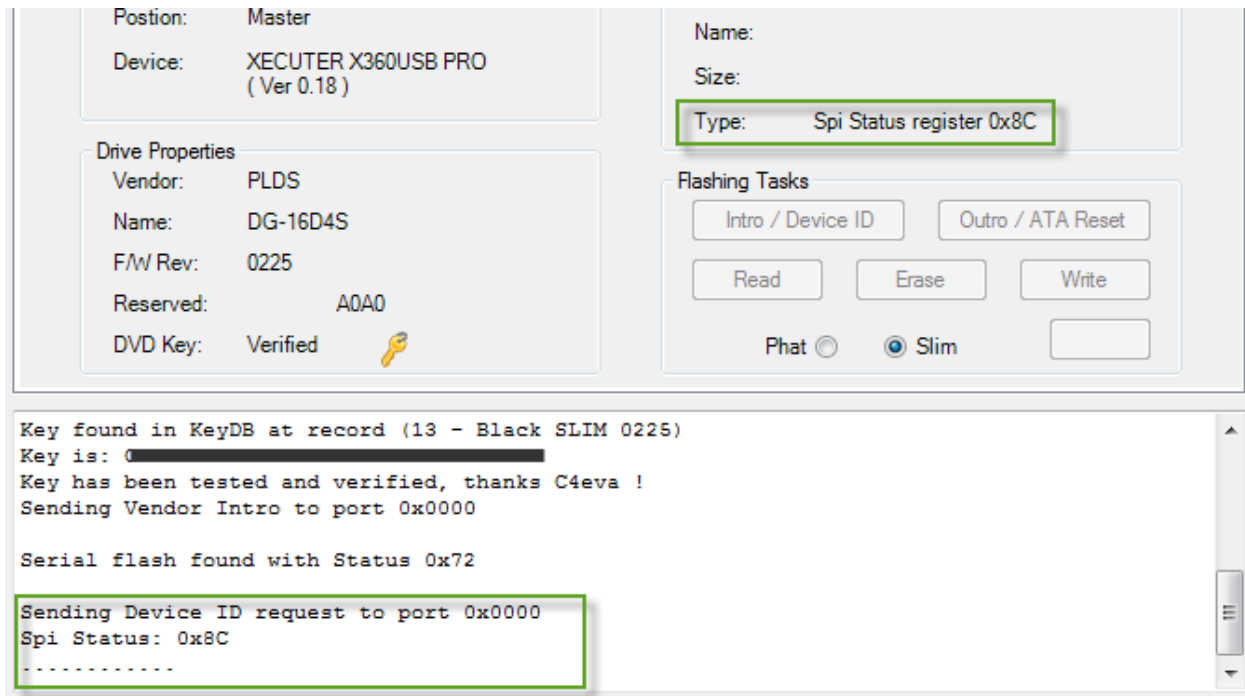 Postion: Master
Device: XECUTER X360USB PRO
( Ver 0.18 )
Name:
Size:
Type: Spi Status register 0x8C
Drive Properties
Vendor: PLDS
Name: DG-16D4S
F/W Rev: 0225
Reserved: A0A0
DVD Key: Verified
Flashing Tasks
Intro / Device ID Outro / ATA Reset
Read Erase Write
Phat Slim
Key found in KeyDB at record (13 - Black SLIM 0225)
Key is:
Key has been tested and verified, thanks C4eva !
Sending Vendor Intro to port 0x0000
Serial flash found with Status 0x72
Sending Device ID request to port 0x0000
Spi Status: 0x8C
............